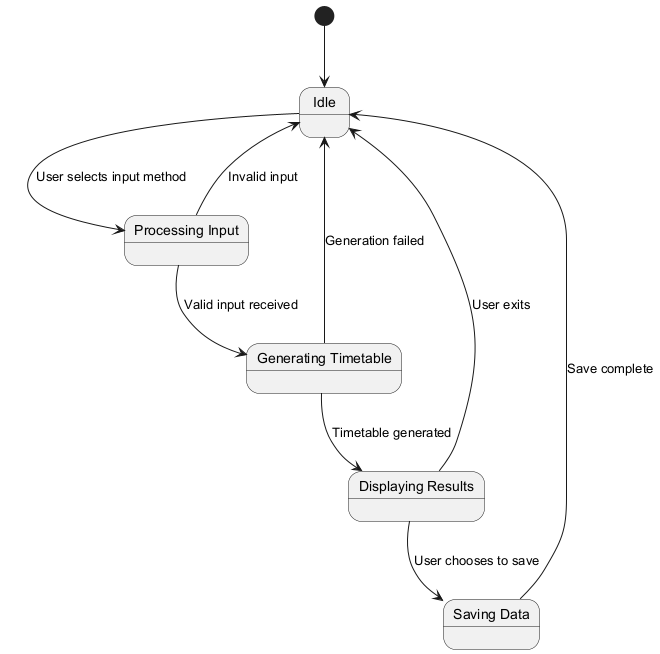 Idle
User selects input method
Invalid input
Processing Input
Generation failed
Valid input received
User exits
Generating Timetable
Save complete
Timetable generated
Displaying Results
User chooses to save
Saving Data